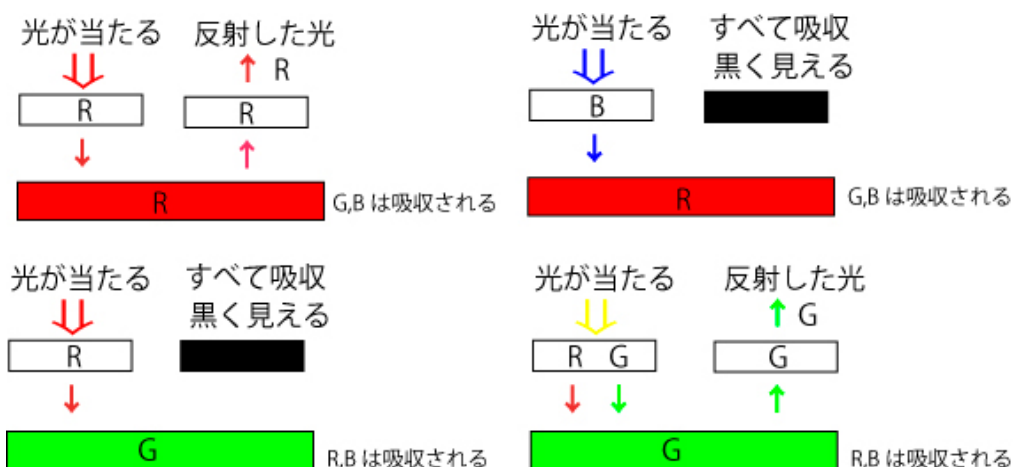 光が当たる 反射した光
R
R R
R G,B は吸収される
光が当たる すべて吸収
黒く見える
B
R G,B は吸収される
光が当たる すべて吸収
黒く見える
R
G R,B は吸収される
光が当たる 反射した光
G
R G G
G R,B は吸収される